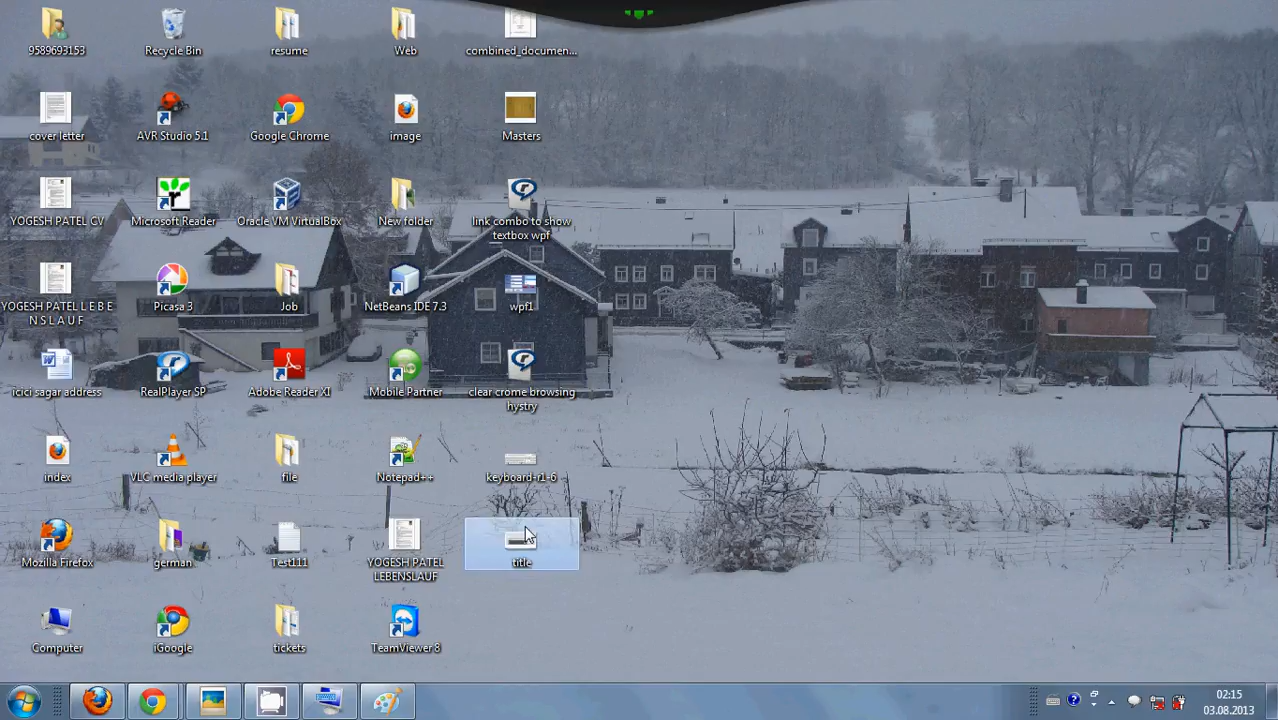 9589693153
Recycle Bin
resume
Web
combined_documen...
cover letter
AVR Studio 5.1
Google Chrome
image
Masters
YOGESH PATEL CV
Microsoft Reader
Oracle VM VirtualBox
New folder
link combo to show
textbox wpf
YOGESH PATEL L E B E
N S L A U F
Picasa 3
Job
NetBeans IDE 7.3
wpf1
icici sagar address
RealPlayer SP
Adobe Reader XI
Mobile Partner
clear crome browsing
hystry
index
VLC media player
file
Notepad++
keyboard-r1-6
Mozilla Firefox
german
Test111
YOGESH PATEL
LEBENSLAUF
title
Computer
iGoogle
tickets
TeamViewer 8
02:15
03.08.2013